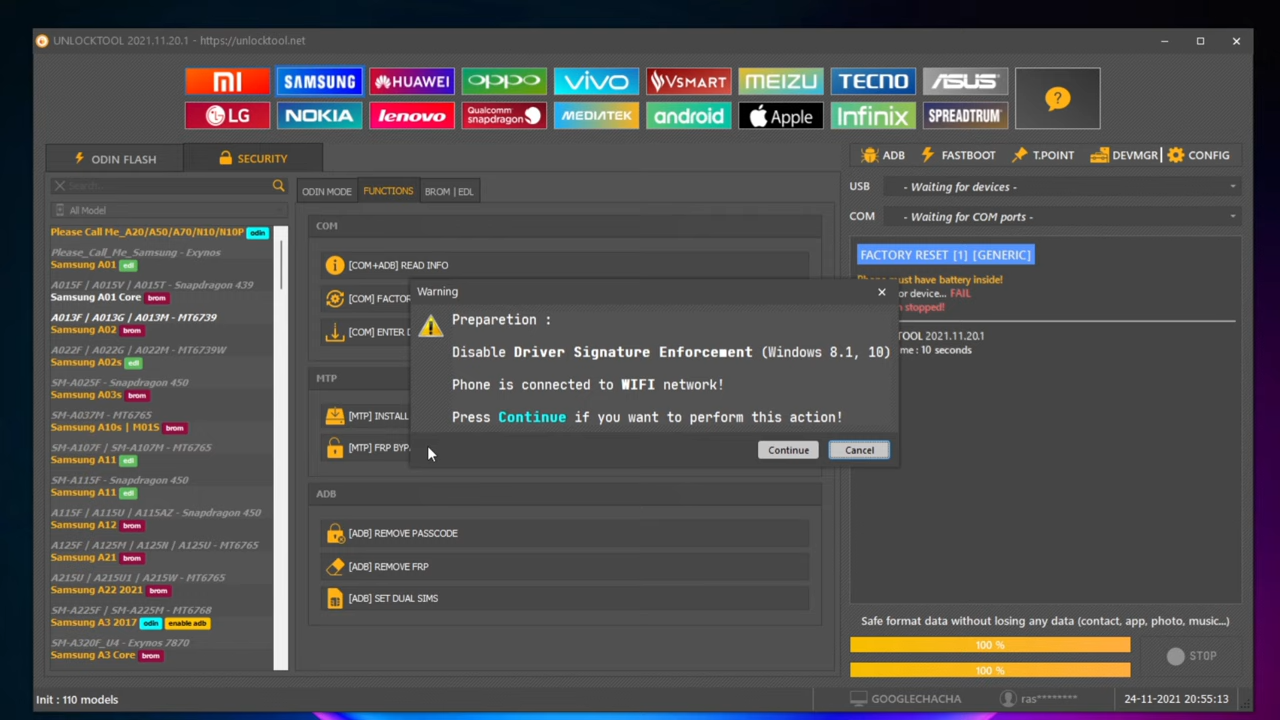 UNLOCKTOOL 2021.11.20.1 - https://unlocktool.net
MI SAMSUNG HUAWEI OPPO VIVO VSMART MEIZU TECNO ASUS
LG NOKIA Lenovo Qualcomm snapdragon MEDIATEK android Apple Infinix SPREADTRUM
ODIN FLASH
SECURITY
ADB
FASTBOOT
T.POINT
DEVMGR
CONFIG
Search...
All Model
Please Call Me_A20/A50/A70/N10/N10P odin
Please_Call_Me_Samsung - Exynos
Samsung A01 edl
A015F / A015V / A015T - Snapdragon 439
Samsung A01 Core brom
A013F / A013G / A013M - MT6739
Samsung A02 brom
A022F / A022G / A022M - MT6739W
Samsung A02s edl
SM-A025F - Snapdragon 450
Samsung A03s brom
SM-A037M - MT6765
Samsung A10s | M01S brom
SM-A107F / SM-A107M - MT6765
Samsung A11 edl
SM-A115F - Snapdragon 450
Samsung A11 edl
A115F / A115U / A115AZ - Snapdragon 450
Samsung A12 brom
A125F / A125M / A125N / A125U - MT6765
Samsung A21 brom
A215U / A215U1 / A215W - MT6765
Samsung A22 2021 brom
SM-A225F / SM-A225M - MT6768
Samsung A3 2017 odin enable adb
SM-A320F_U4 - Exynos 7870
Samsung A3 Core brom
ODIN MODE
FUNCTIONS
BROM | EDL
COM
[COM+ADB] READ INFO
[COM] FACTOR
[COM] ENTER D
MTP
[MTP] INSTALL
[MTP] FRP BYP
ADB
[ADB] REMOVE PASSCODE
[ADB] REMOVE FRP
[ADB] SET DUAL SIMS
Warning
Preparetion :
Disable Driver Signature Enforcement (Windows 8.1, 10)
Phone is connected to WIFI network!
Press Continue if you want to perform this action!
Continue
Cancel
USB - Waiting for devices -
COM - Waiting for COM ports -
FACTORY RESET [1] [GENERIC]
must have battery inside!
or device... FAIL
n stopped!
TOOL 2021.11.20.1
me : 10 seconds
Safe format data without losing any data (contact, app, photo, music...)
100 %
100 %
STOP
Init : 110 models
GOOGLECHACHA
ras********
24-11-2021 20:55:13